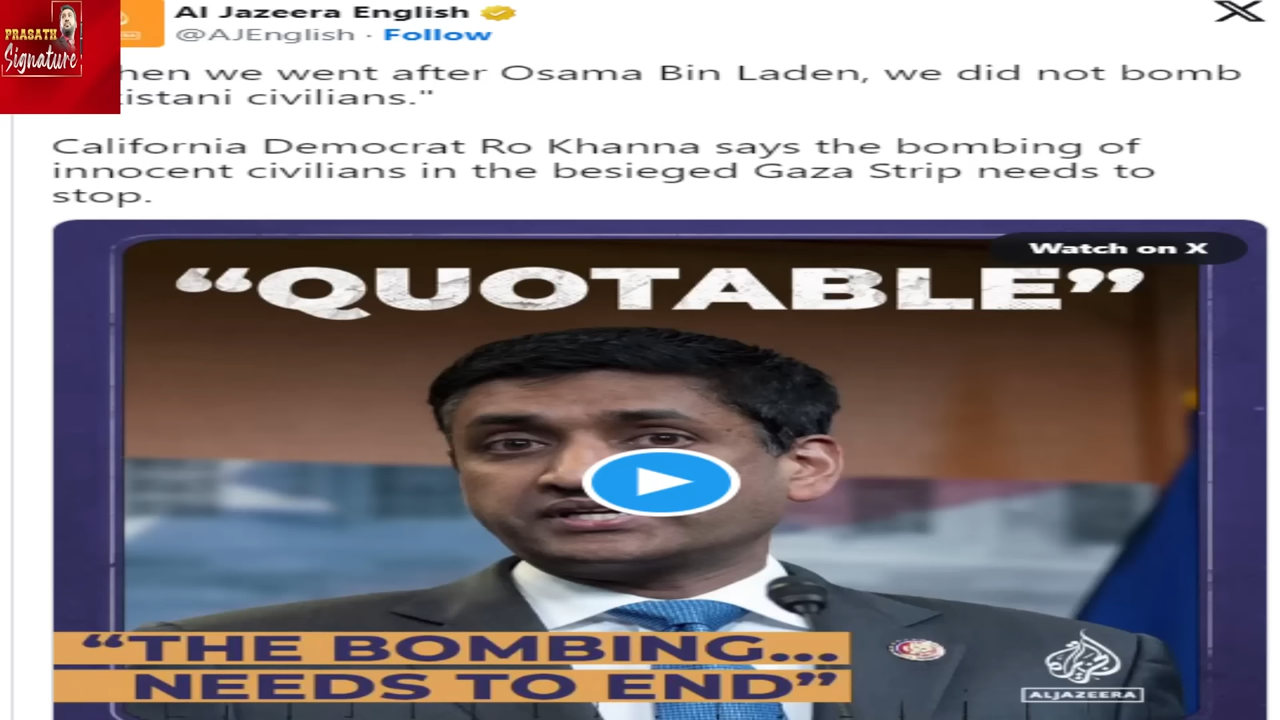 PRASATH
Signature
Al Jazeera English
@AJEnglish · Follow
hen we went after Osama Bin Laden, we did not bomb
istani civilians."
California Democrat Ro Khanna says the bombing of
innocent civilians in the besieged Gaza Strip needs to
stop.
Watch on X
“QUOTABLE”
“THE BOMBING...
NEEDS TO END”
الجزيرة
ALJAZEERA